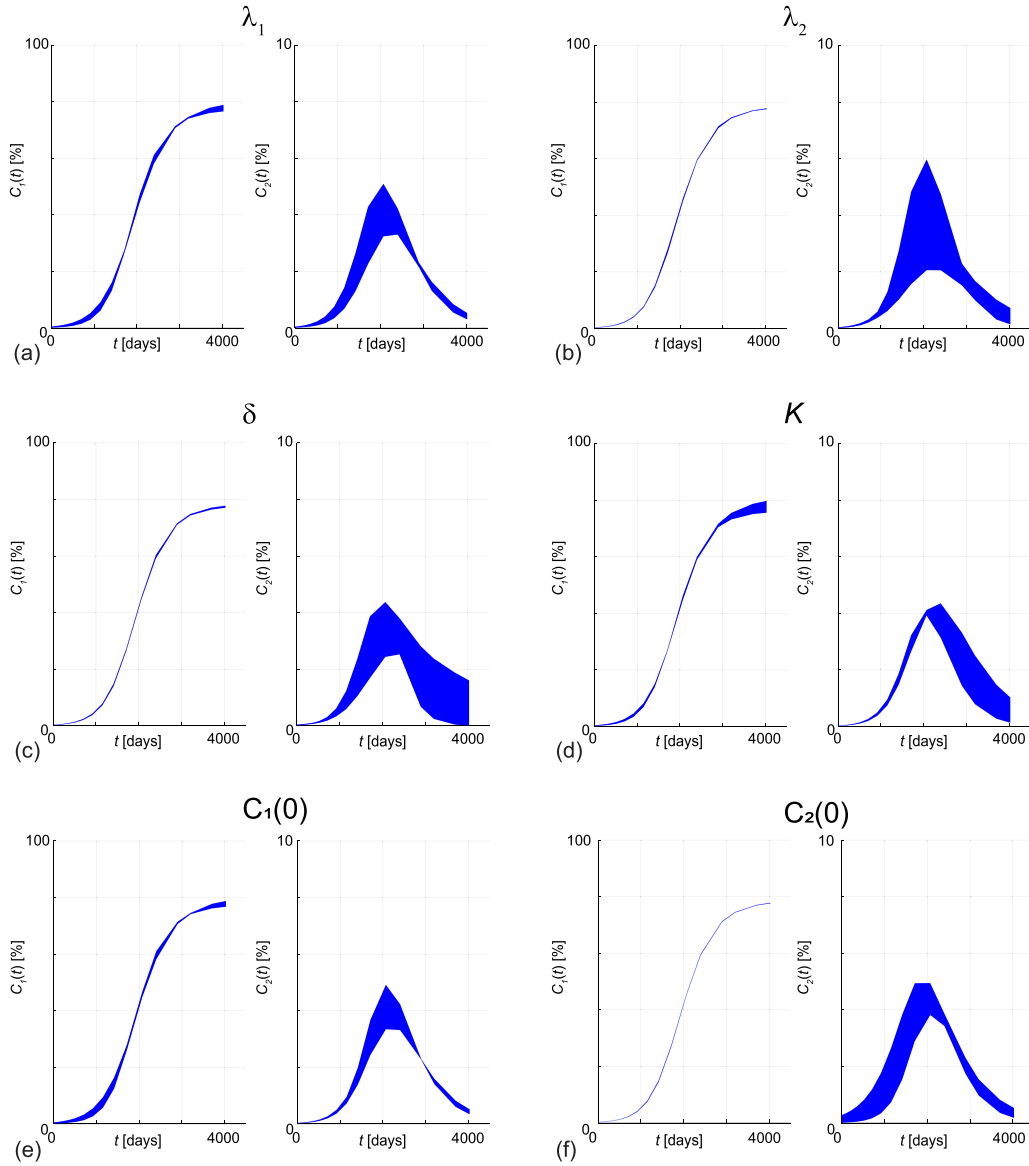 λ₁ λ₂
100 10 100 10
C₁(t) [%] C₂(t) [%] C₁(t) [%] C₂(t) [%]
0 0 0 0
0 4000 0 4000 0 4000 0 4000
(a) t [days] t [days] (b) t [days] t [days]
δ K
100 10 100 10
C₁(t) [%] C₂(t) [%] C₁(t) [%] C₂(t) [%]
0 0 0 0
0 4000 0 4000 0 4000 0 4000
(c) t [days] t [days] (d) t [days] t [days]
C₁(0) C₂(0)
100 10 100 10
C₁(t) [%] C₂(t) [%] C₁(t) [%] C₂(t) [%]
0 0 0 0
0 4000 0 4000 0 4000 0 4000
(e) t [days] t [days] (f) t [days] t [days]